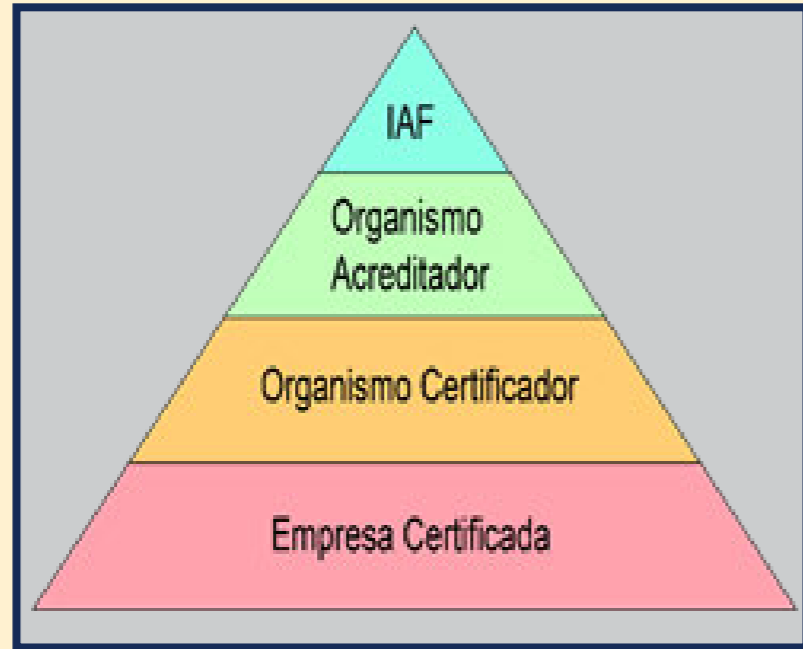 IAF
Organismo
Acreditador
Organismo Certificador
Empresa Certificada